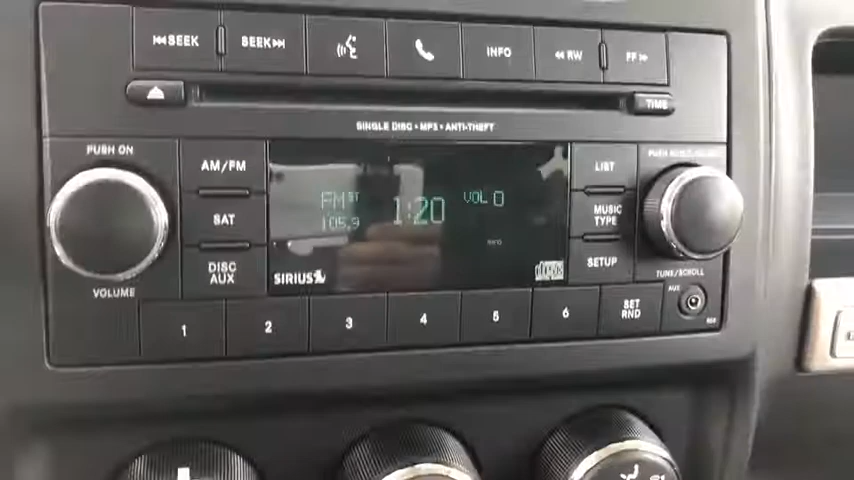 SEEK
SEEK
INFO
RW
FF
TIME
SINGLE DISC • MP3 • ANTI-THEFT
PUSH ON
AM/FM
SAT
DISC AUX
VOLUME
FM ST
105.9
1:20
VOL 0
SIRIUS
LIST
MUSIC TYPE
SETUP
TUNE/SCROLL
AUX
1
2
3
4
5
6
SET RND